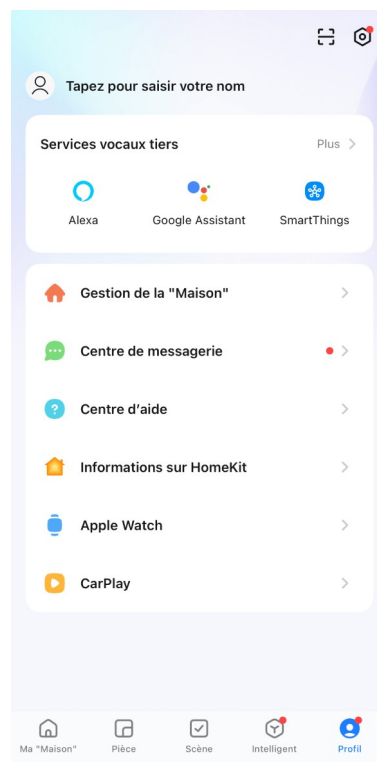 Tapez pour saisir votre nom
Services vocaux tiers Plus
Alexa Google Assistant SmartThings
Gestion de la "Maison"
Centre de messagerie
Centre d'aide
Informations sur HomeKit
Apple Watch
CarPlay
Ma "Maison" Pièce Scène Intelligent Profil